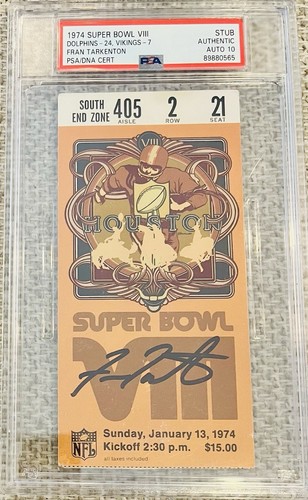 1974 SUPER BOWL VIII STUB
DOLPHINS - 24, VIKINGS - 7 AUTHENTIC
FRAN TARKENTON AUTO 10
PSA/DNA CERT PSA 89880565
SOUTH END ZONE 405 AISLE 2 ROW 21 SEAT
VIII
HOUSTON
SUPER BOWL
VIII
Fran Tarkenton
NFL
Sunday, January 13, 1974
Kickoff 2:30 p.m. $15.00
all taxes included